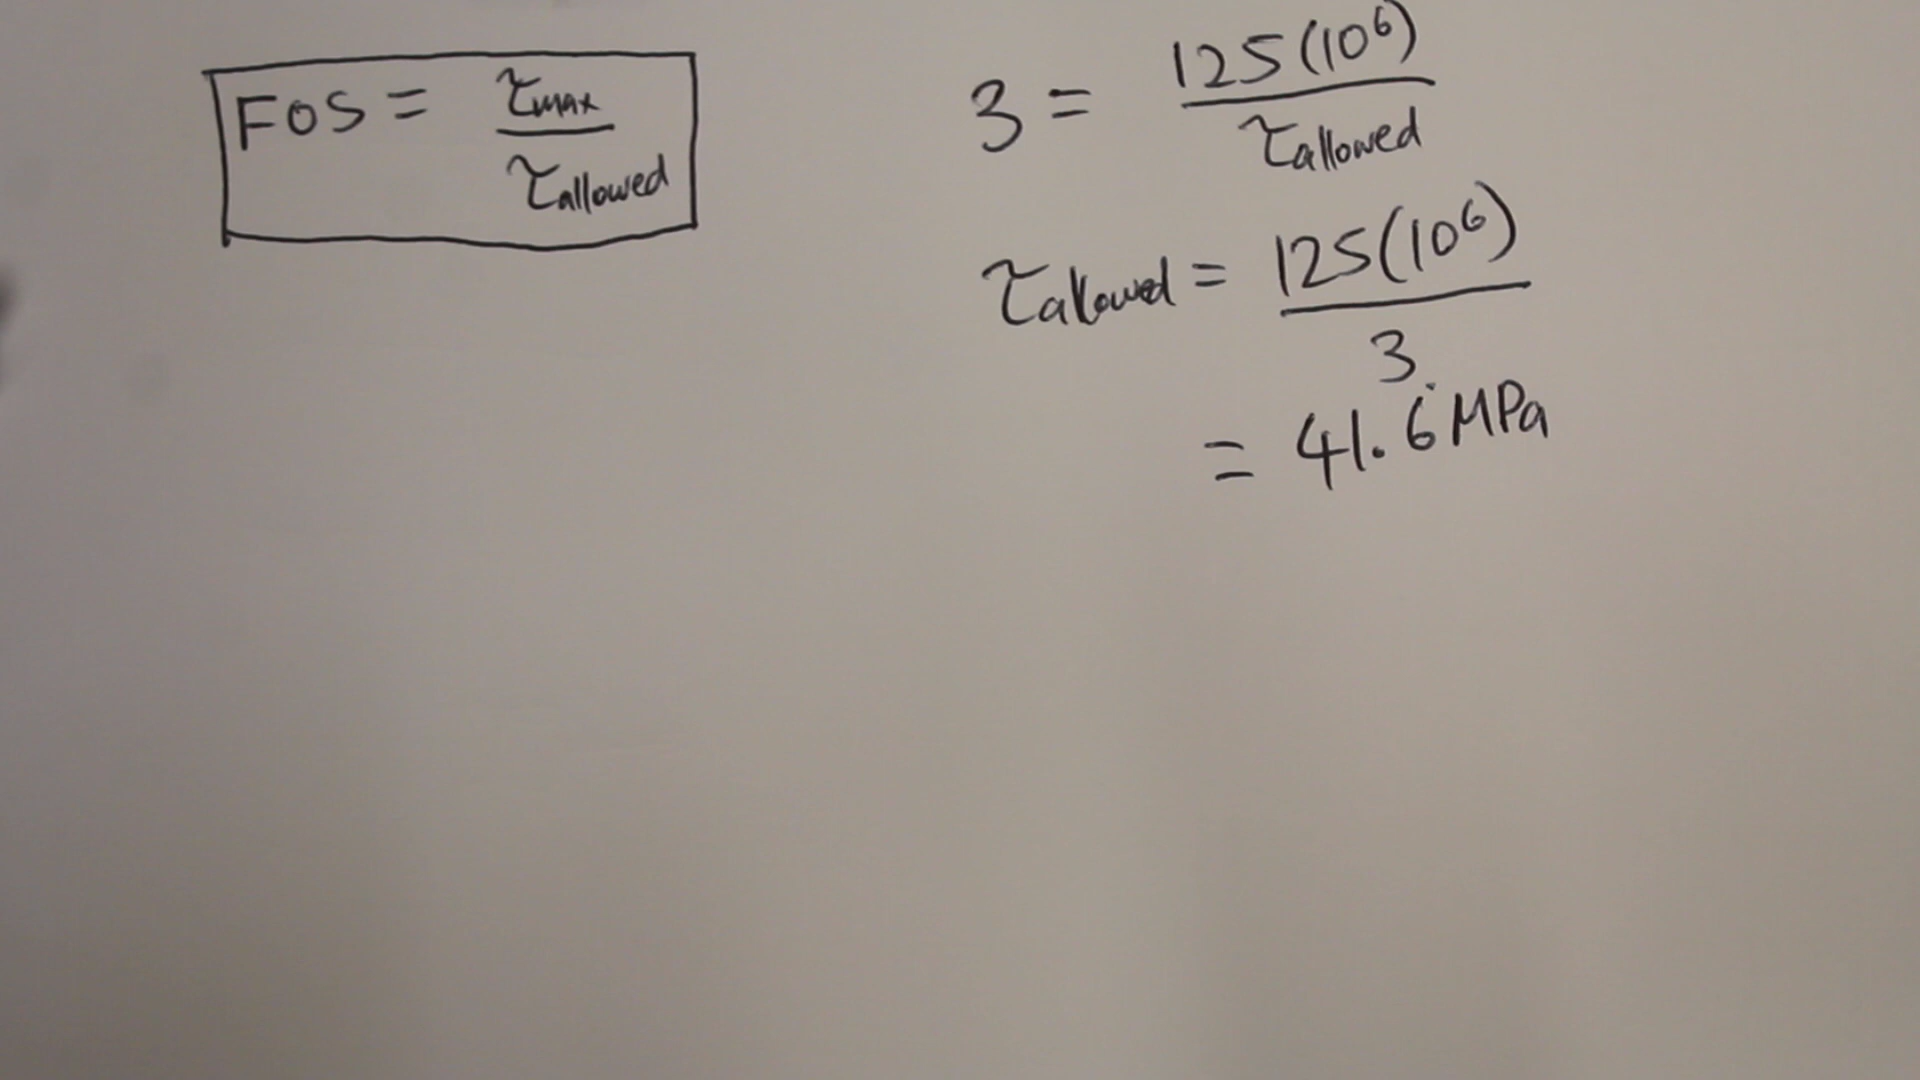 FOS = τmax / τallowed
3 = 125(10⁶) / τallowed
τallowed = 125(10⁶) / 3
= 41.6̇ MPa